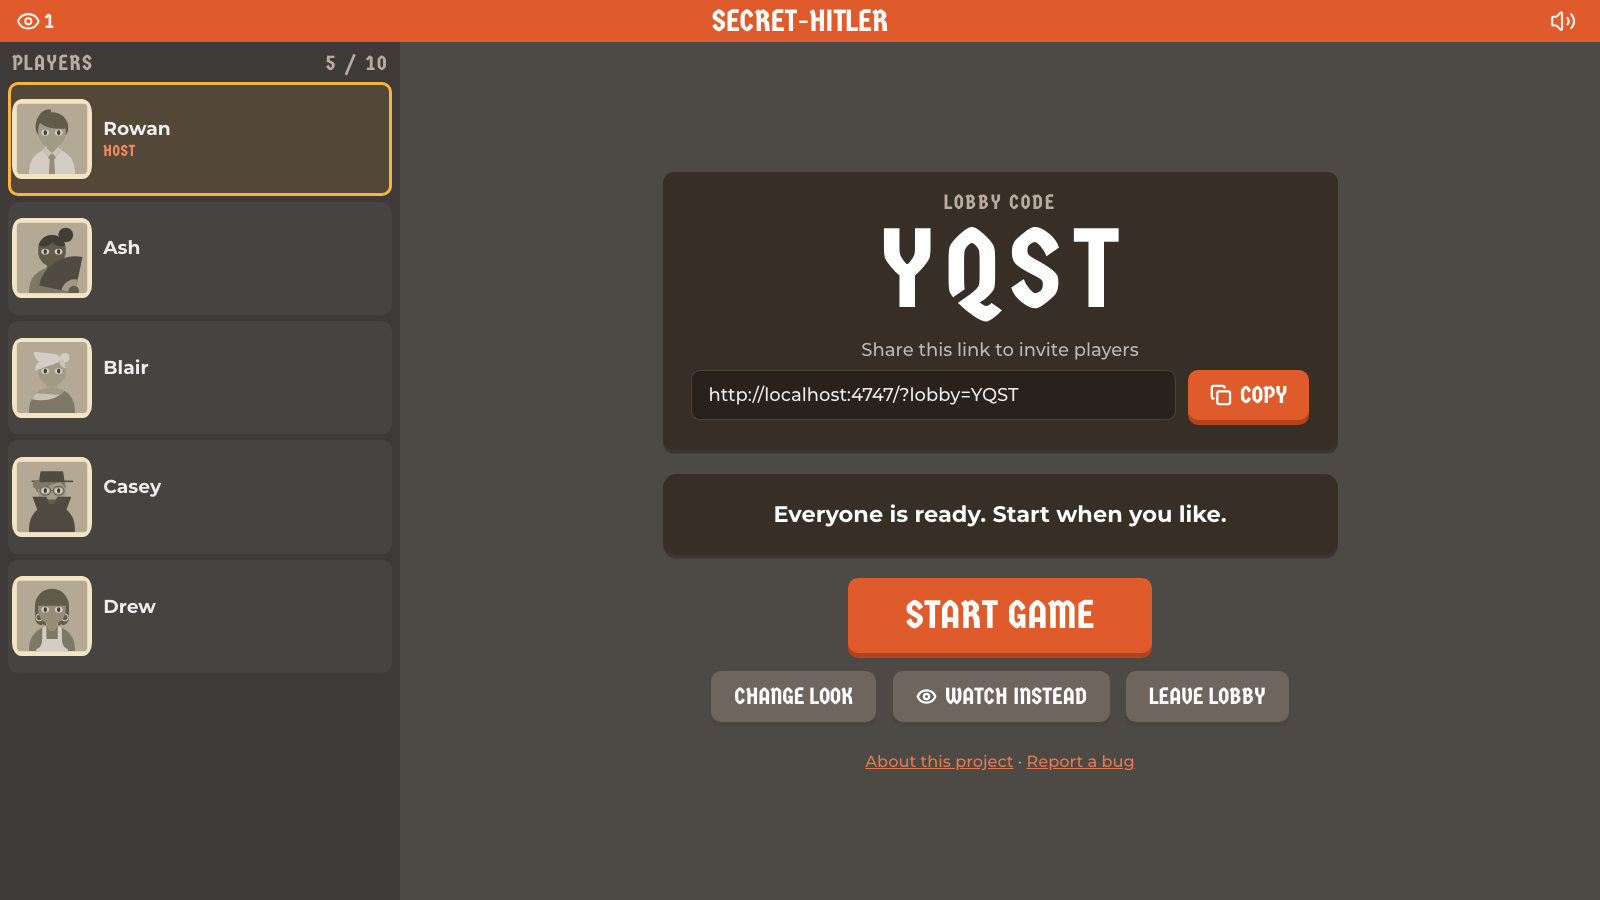 1
SECRET-HITLER
PLAYERS
5 / 10
Rowan
HOST
Ash
Blair
Casey
Drew
LOBBY CODE
YQST
Share this link to invite players
http://localhost:4747/?lobby=YQST
COPY
Everyone is ready. Start when you like.
START GAME
CHANGE LOOK
WATCH INSTEAD
LEAVE LOBBY
About this project · Report a bug